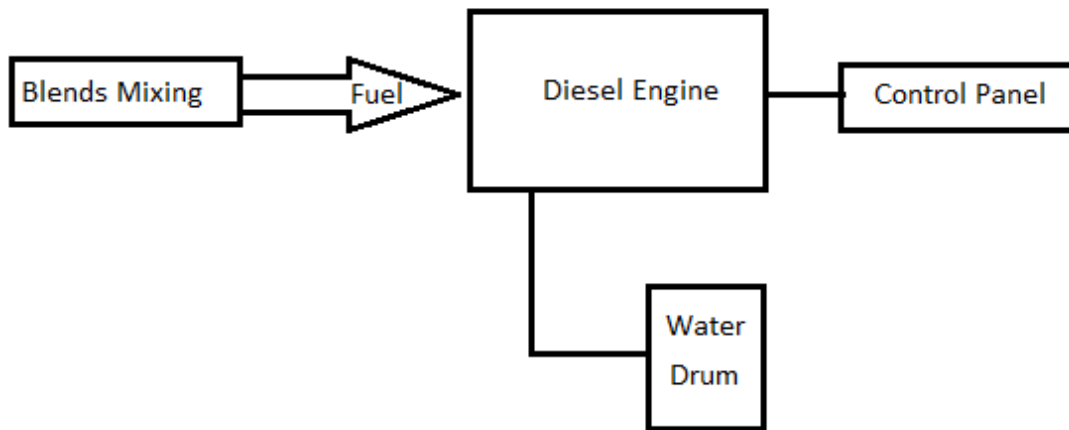 Blends Mixing
Fuel
Diesel Engine
Control Panel
Water
Drum